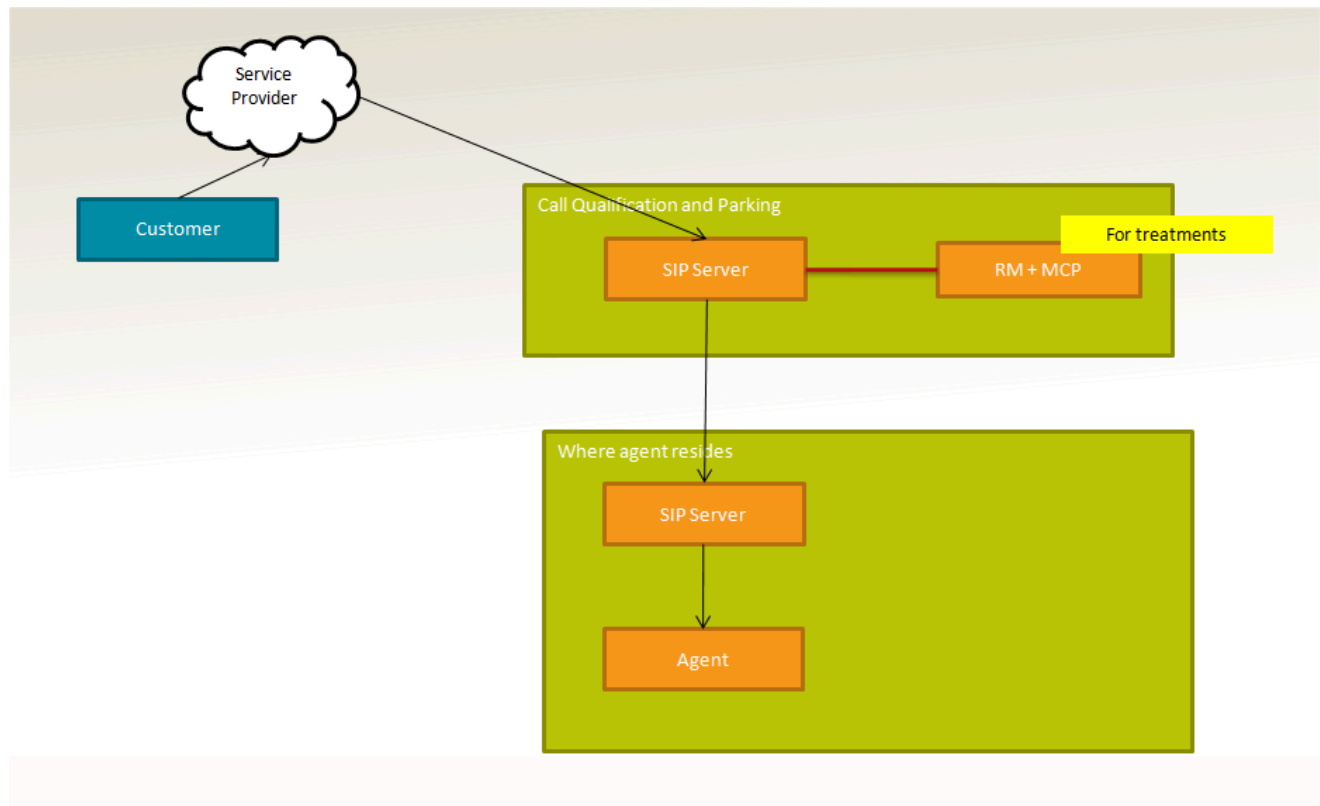 Service
Provider
Customer
Call Qualification and Parking
For treatments
SIP Server
RM + MCP
Where agent resides
SIP Server
Agent